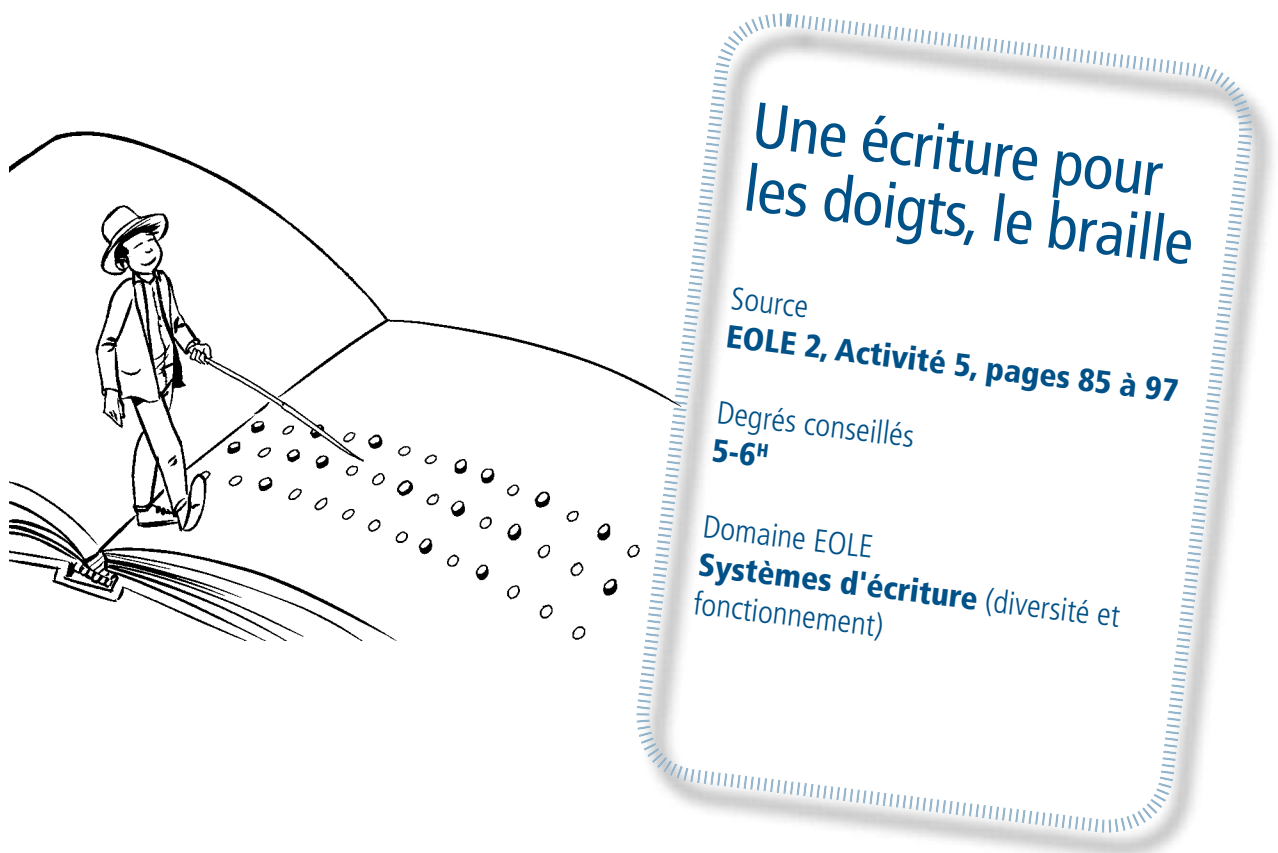 Une écriture pour
les doigts, le braille
Source
EOLE 2, Activité 5, pages 85 à 97
Degrés conseillés
5-6ᴴ
Domaine EOLE
Systèmes d'écriture (diversité et
fonctionnement)